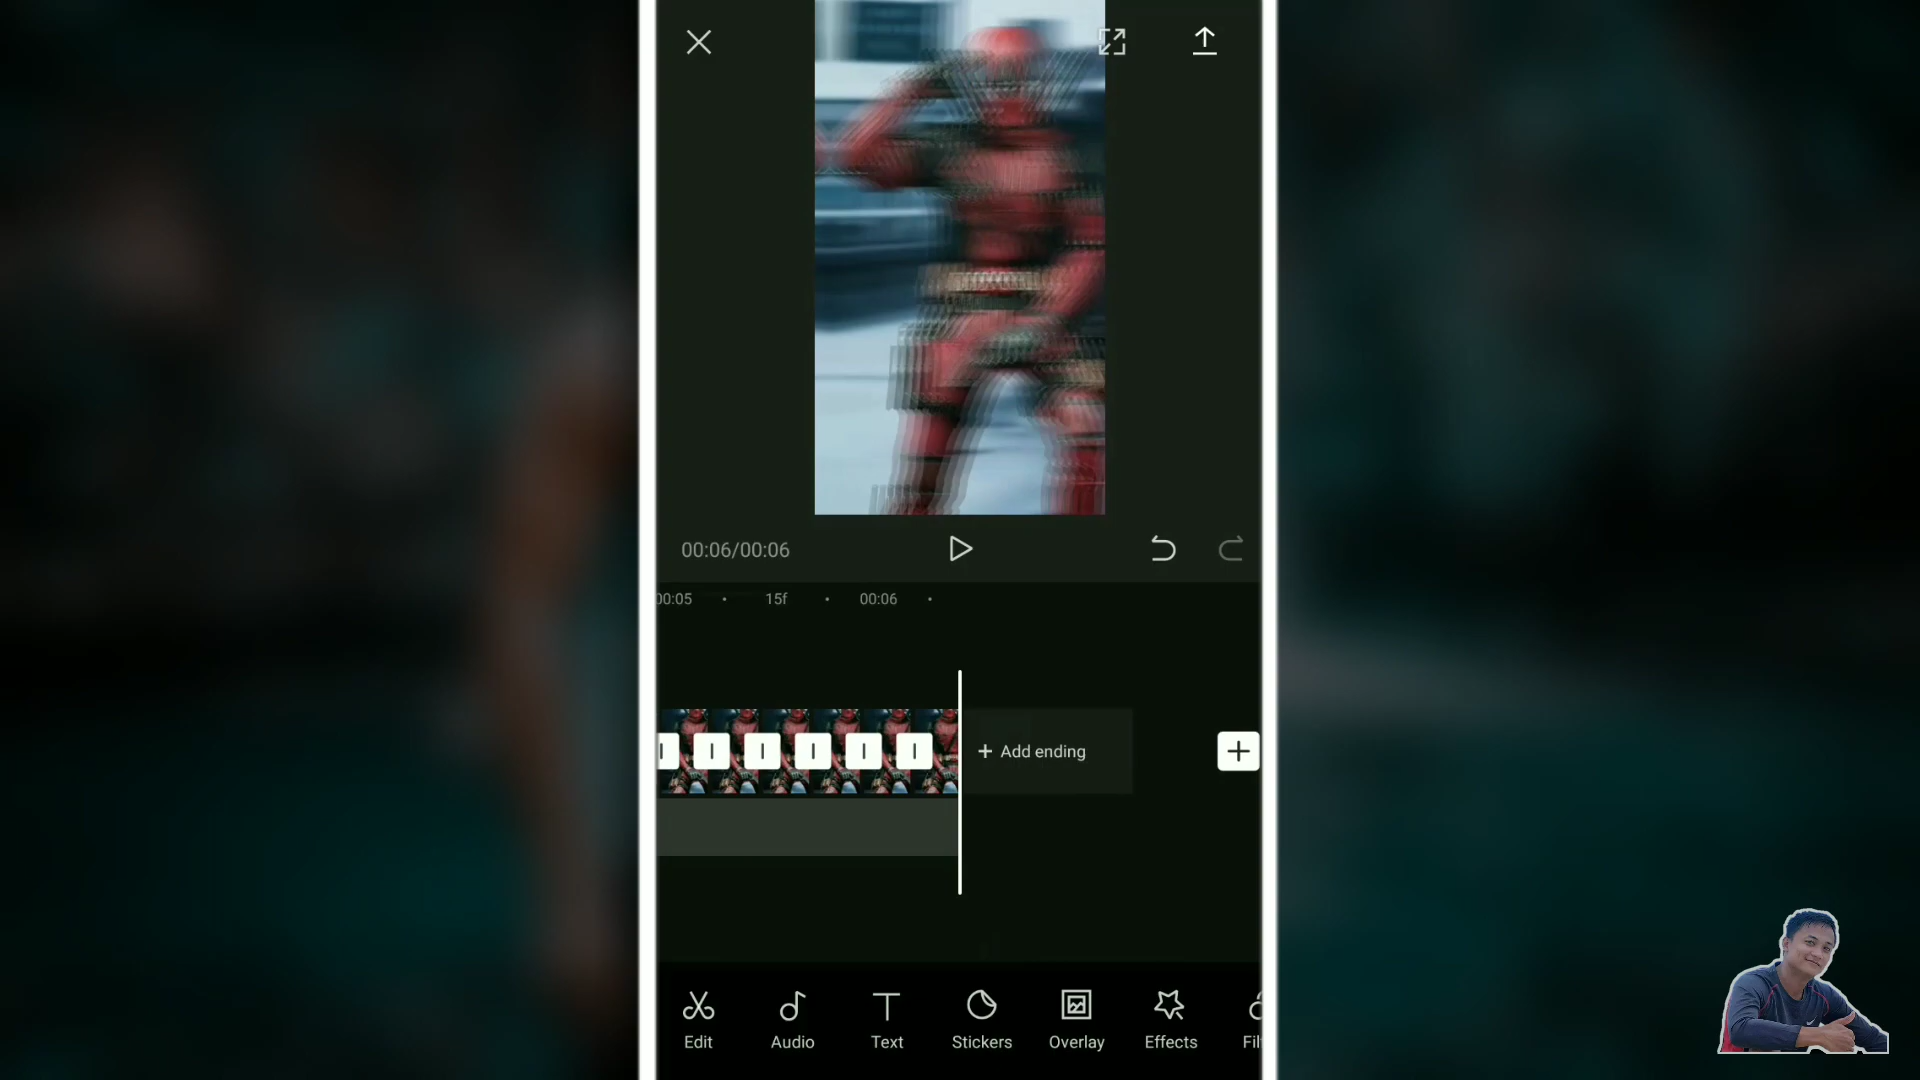 00:06/00:06
00:05 15f 00:06
+ Add ending
Edit Audio Text Stickers Overlay Effects